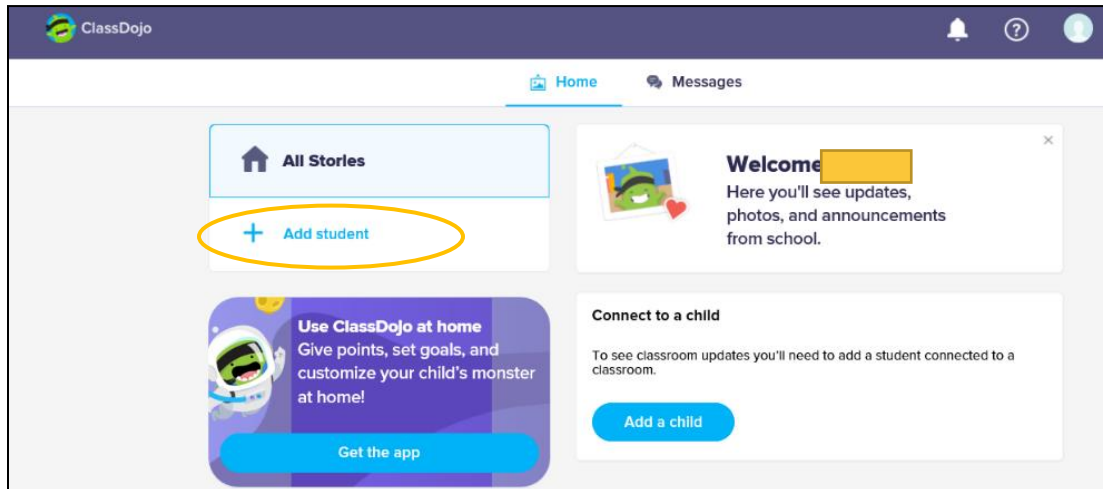 ClassDojo
Home
Messages
All Stories
Add student
Welcome
Here you'll see updates,
photos, and announcements
from school.
Use ClassDojo at home
Give points, set goals, and
customize your child's monster
at home!
Get the app
Connect to a child
To see classroom updates you'll need to add a student connected to a
classroom.
Add a child